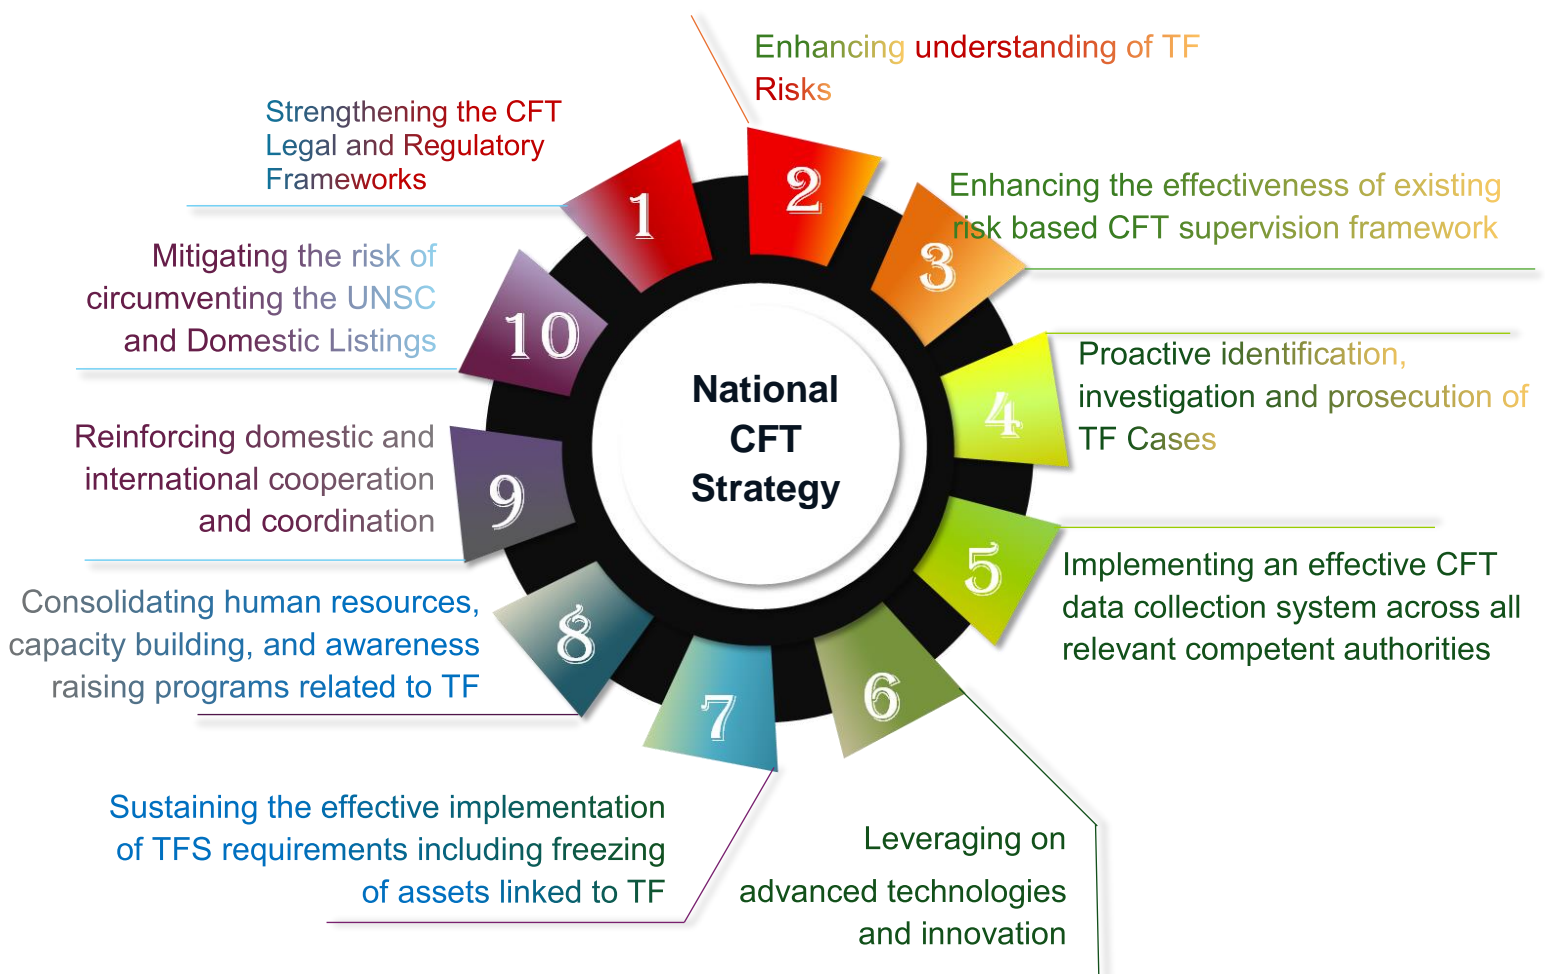 National
CFT
Strategy
1
Strengthening the CFT
Legal and Regulatory
Frameworks
2
Enhancing understanding of TF
Risks
3
Enhancing the effectiveness of existing
risk based CFT supervision framework
4
Proactive identification,
investigation and prosecution of
TF Cases
5
Implementing an effective CFT
data collection system across all
relevant competent authorities
6
Leveraging on
advanced technologies
and innovation
7
Sustaining the effective implementation
of TFS requirements including freezing
of assets linked to TF
8
Consolidating human resources,
capacity building, and awareness
raising programs related to TF
9
Reinforcing domestic and
international cooperation
and coordination
10
Mitigating the risk of
circumventing the UNSC
and Domestic Listings